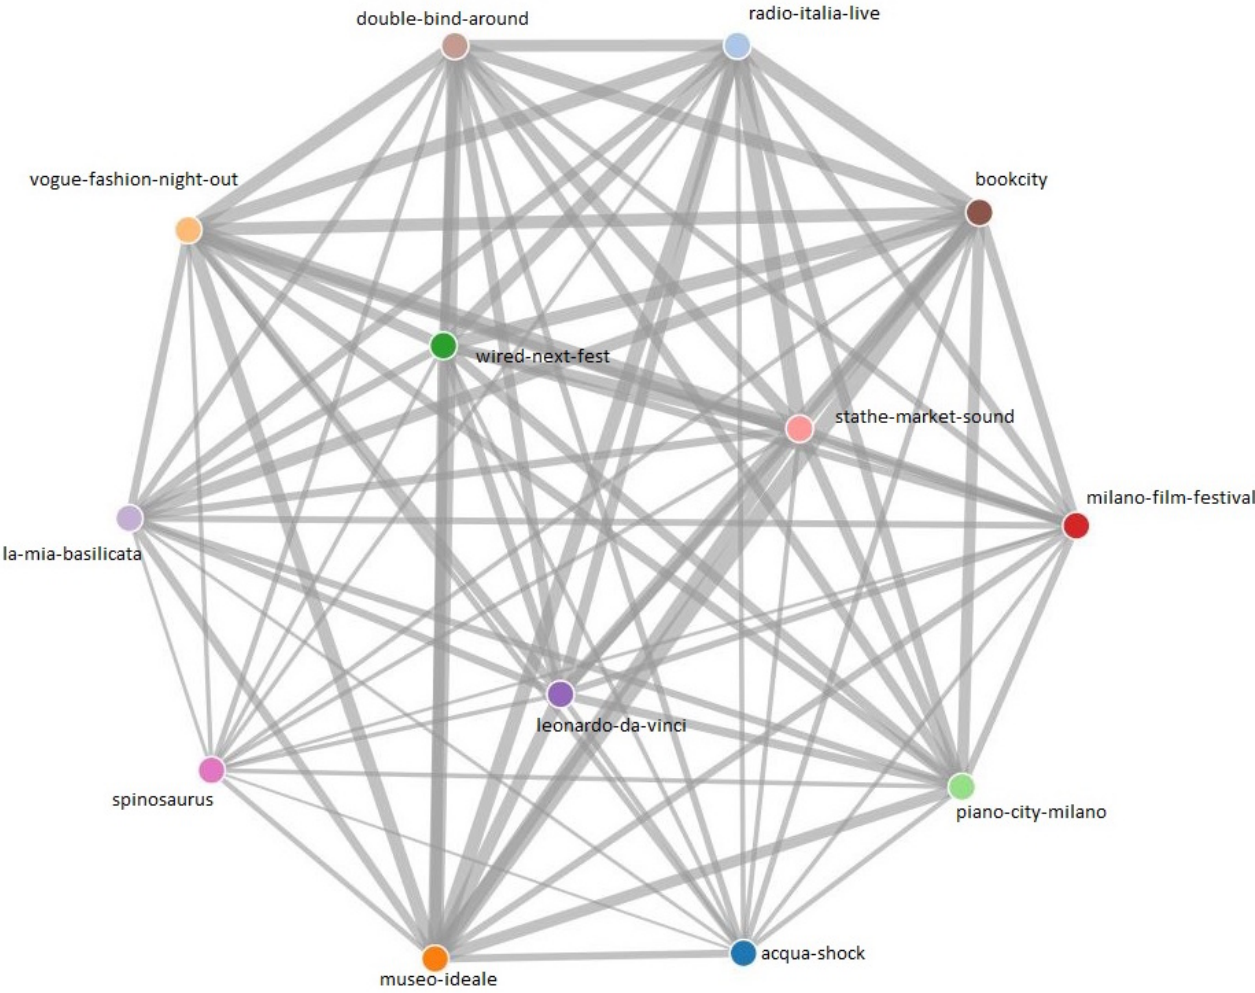 double-bind-around
radio-italia-live
vogue-fashion-night-out
bookcity
wired-next-fest
stathe-market-sound
milano-film-festival
la-mia-basilicata
leonardo-da-vinci
spinosaurus
piano-city-milano
acqua-shock
museo-ideale